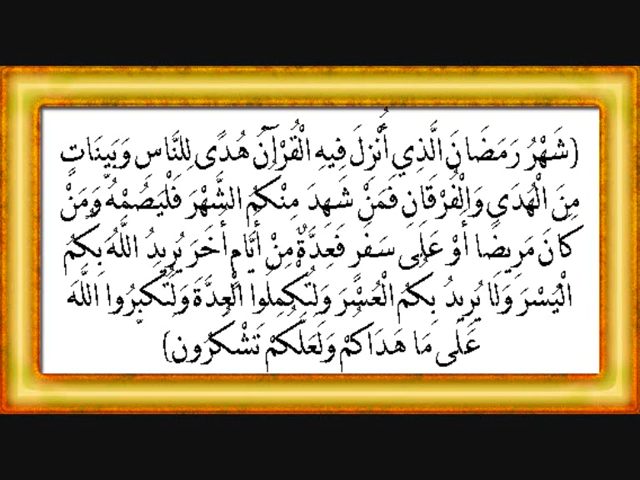 (شَهْرُ رَمَضَانَ الَّذِي أُنْزِلَ فِيهِ الْقُرْآنُ هُدًى لِلنَّاسِ وَبَيِّنَاتٍ
مِنَ الْهُدَى وَالْفُرْقَانِ فَمَنْ شَهِدَ مِنْكُمُ الشَّهْرَ فَلْيَصُمْهُ وَمَنْ
كَانَ مَرِيضًا أَوْ عَلَى سَفَرٍ فَعِدَّةٌ مِنْ أَيَّامٍ أُخَرَ يُرِيدُ اللَّهُ بِكُمُ
الْيُسْرَ وَلَا يُرِيدُ بِكُمُ الْعُسْرَ وَلِتُكْمِلُوا الْعِدَّةَ وَلِتُكَبِّرُوا اللَّهَ
عَلَى مَا هَدَاكُمْ وَلَعَلَّكُمْ تَشْكُرُونَ)